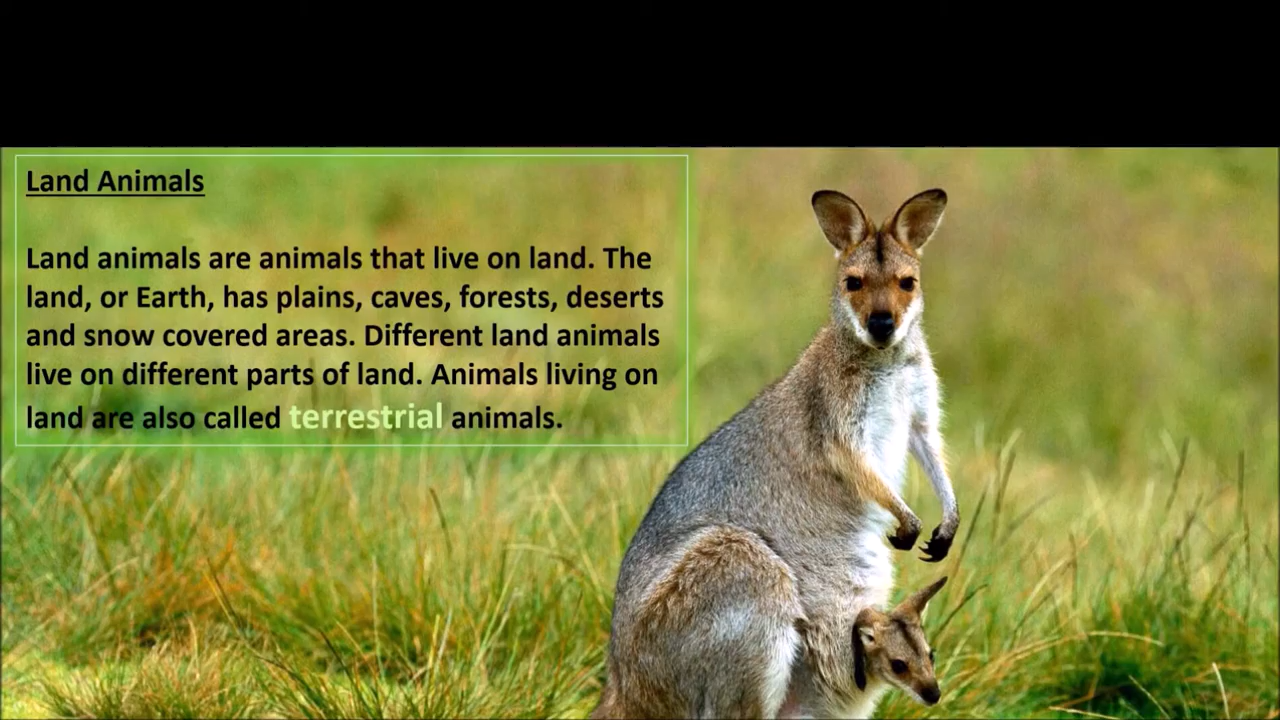 Land Animals
Land animals are animals that live on land. The
land, or Earth, has plains, caves, forests, deserts
and snow covered areas. Different land animals
live on different parts of land. Animals living on
land are also called terrestrial animals.